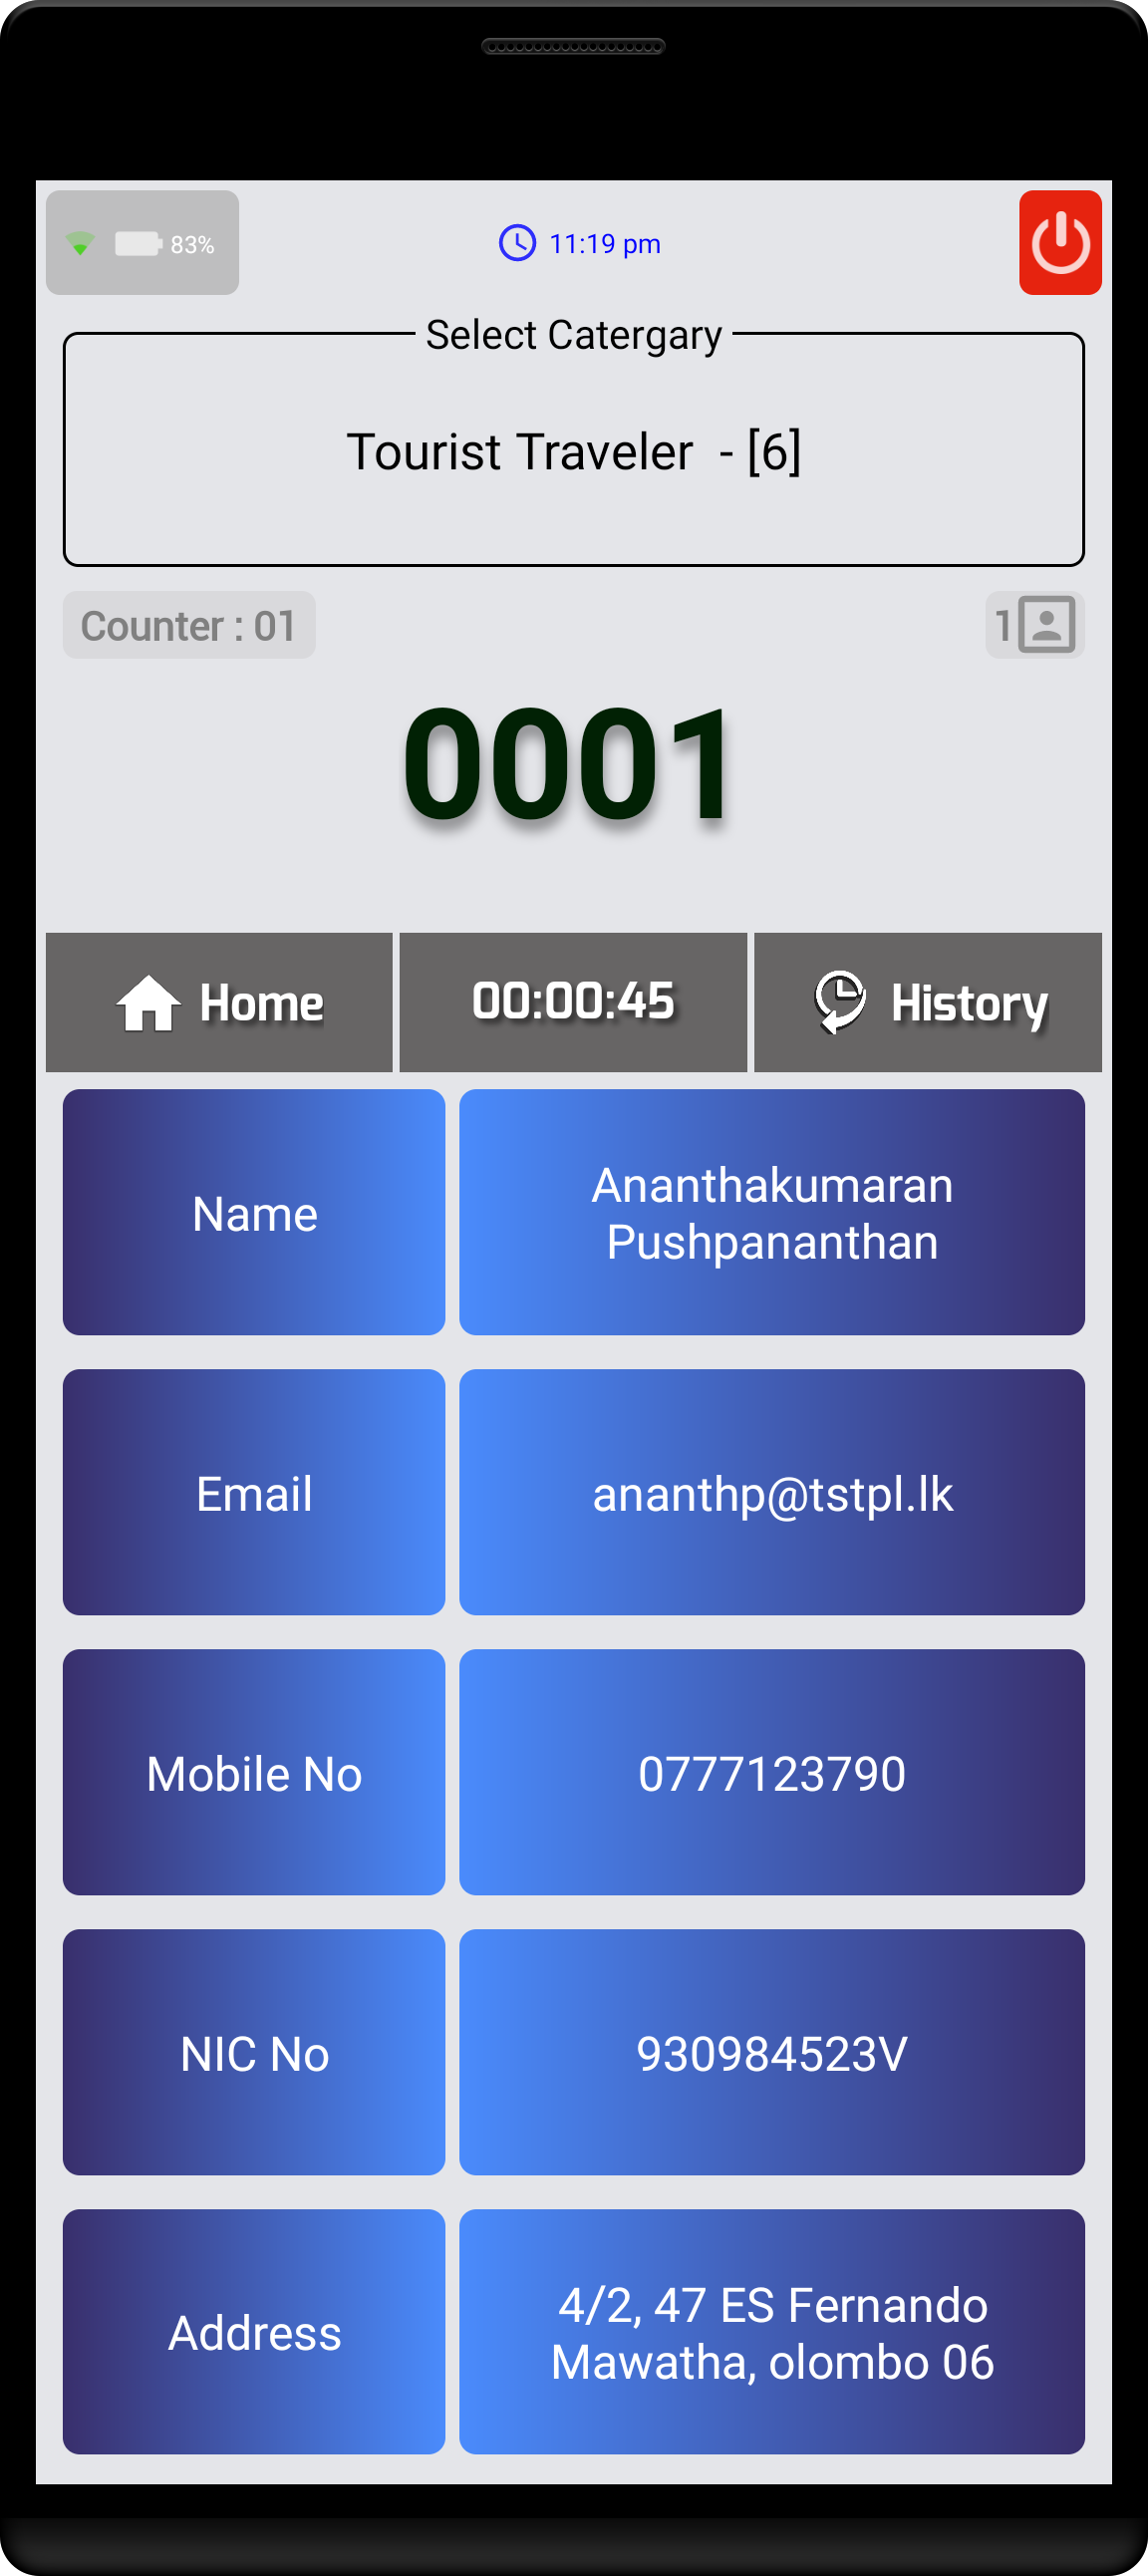 83%
11:19 pm
Select Catergary
Tourist Traveler - [6]
Counter : 01
1
0001
Home
00:00:45
History
Name
Ananthakumaran
Pushpananthan
Email
ananthp@tstpl.lk
Mobile No
0777123790
NIC No
930984523V
Address
4/2, 47 ES Fernando
Mawatha, olombo 06